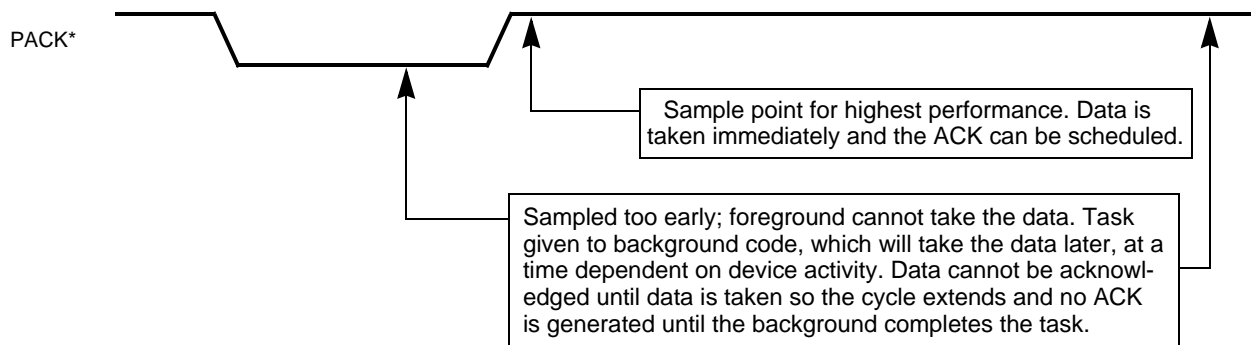 PACK*
Sample point for highest performance. Data is
taken immediately and the ACK can be scheduled.
Sampled too early; foreground cannot take the data. Task
given to background code, which will take the data later, at a
time dependent on device activity. Data cannot be acknowl-
edged until data is taken so the cycle extends and no ACK
is generated until the background completes the task.